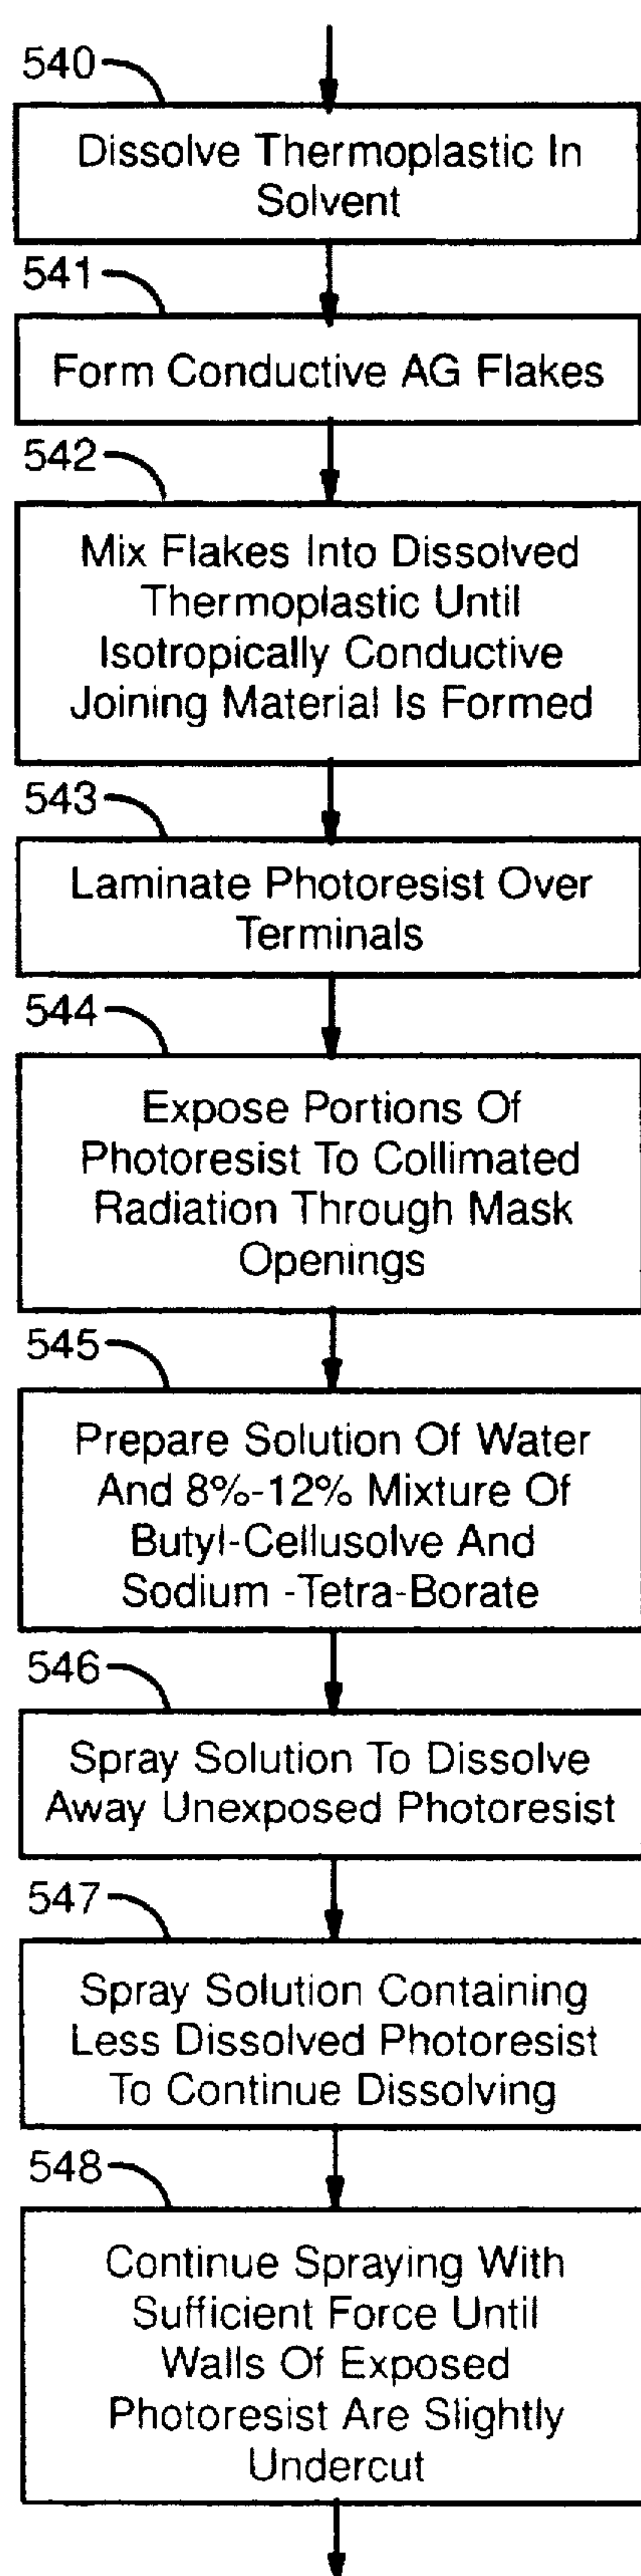 540
Dissolve Thermoplastic In
Solvent
541
Form Conductive AG Flakes
542
Mix Flakes Into Dissolved
Thermoplastic Until
Isotropically Conductive
Joining Material Is Formed
543
Laminate Photoresist Over
Terminals
544
Expose Portions Of
Photoresist To Collimated
Radiation Through Mask
Openings
545
Prepare Solution Of Water
And 8%-12% Mixture Of
Butyl-Cellusolve And
Sodium -Tetra-Borate
546
Spray Solution To Dissolve
Away Unexposed Photoresist
547
Spray Solution Containing
Less Dissolved Photoresist
To Continue Dissolving
548
Continue Spraying With
Sufficient Force Until
Walls Of Exposed
Photoresist Are Slightly
Undercut